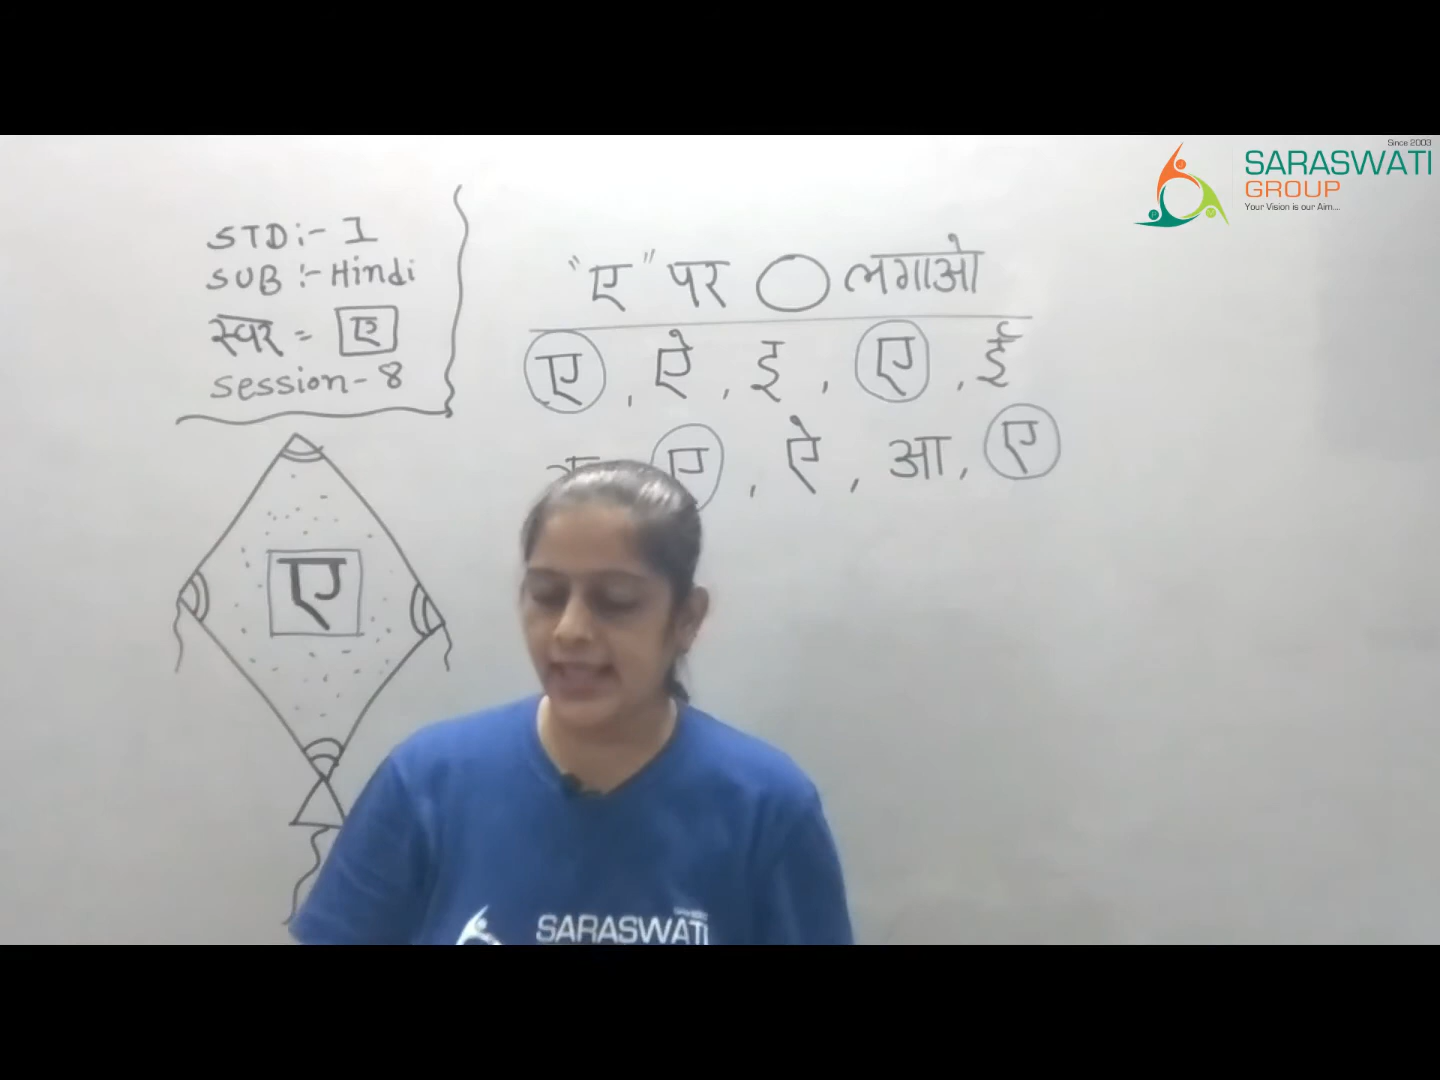 Since 2003
SARASWATI
GROUP
Your Vision is our Aim....
STD:- 1
SUB :- Hindi
स्वर = ए
Session - 8
"ए" पर ◯ लगाओ
ए , ऐ , इ , ए , ई
ए , ऐ , आ , ए
ए
SARASWATI